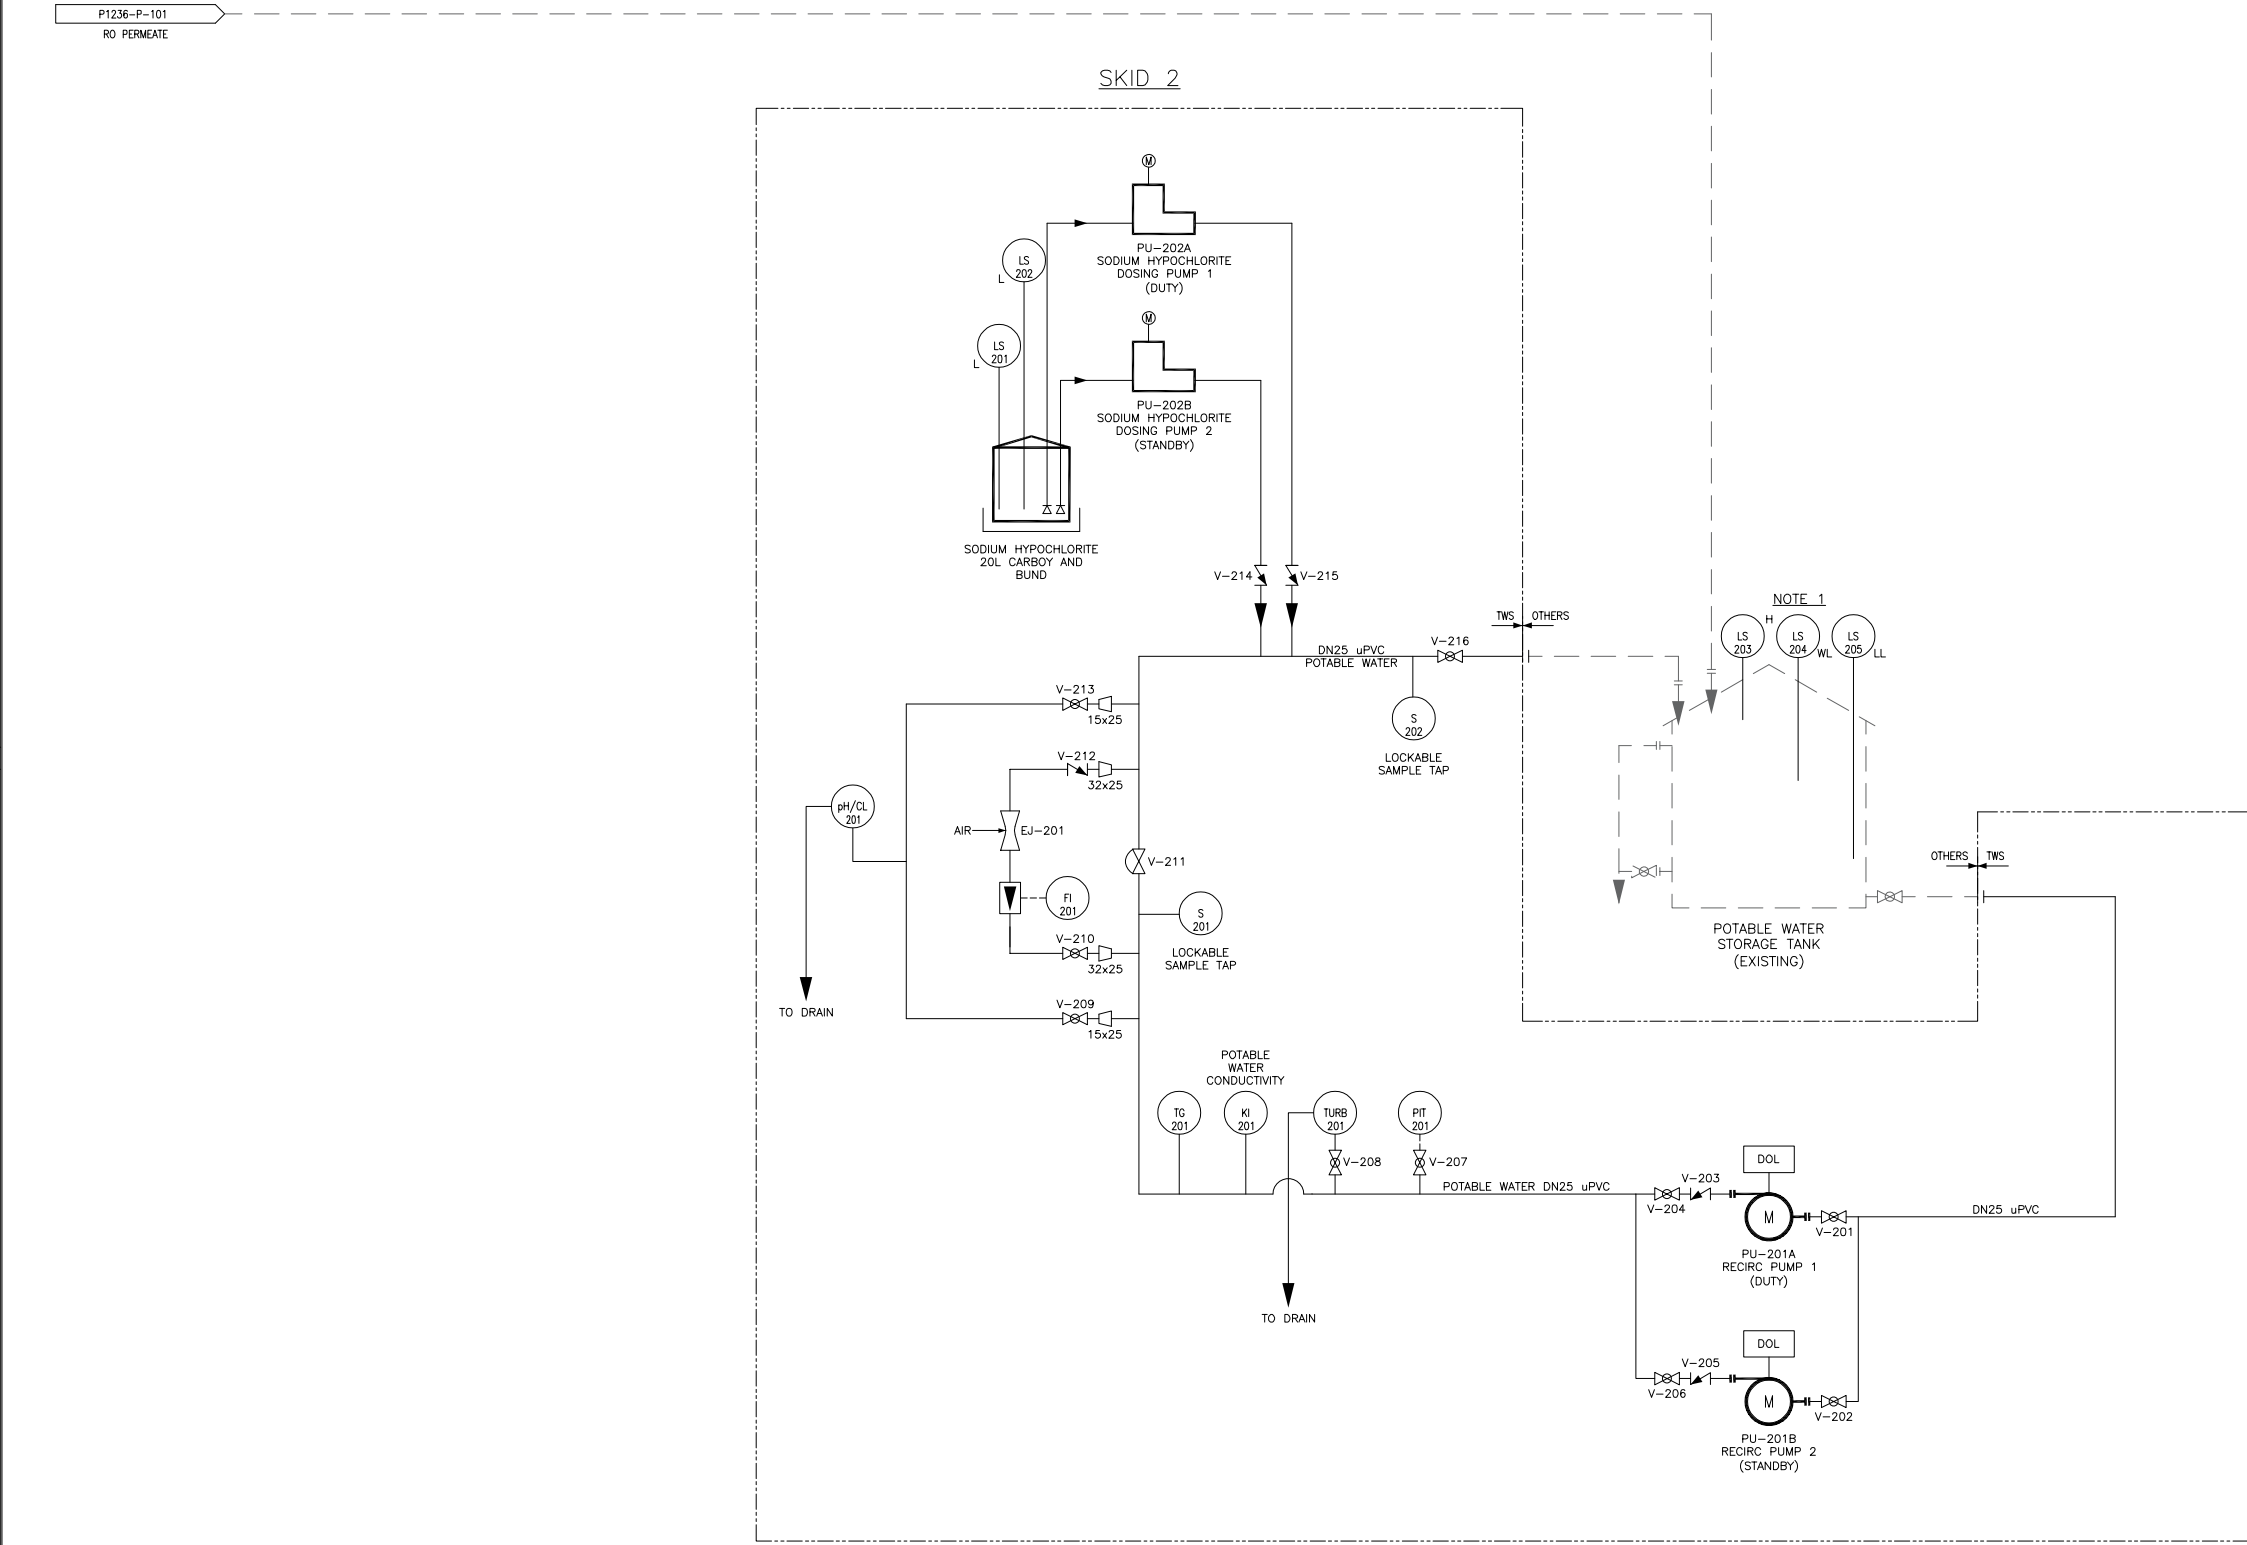 P1236-P-101
RO PERMEATE
SKID 2
M
PU-202A
SODIUM HYPOCHLORITE
DOSING PUMP 1
(DUTY)
LS
202
L
M
LS
201
L
PU-202B
SODIUM HYPOCHLORITE
DOSING PUMP 2
(STANDBY)
SODIUM HYPOCHLORITE
20L CARBOY AND
BUND
V-214
V-215
NOTE 1
TWS
OTHERS
LS
203
H
LS
204
WL
LS
205
LL
DN25 uPVC
POTABLE WATER
V-216
V-213
15x25
S
202
LOCKABLE
SAMPLE TAP
V-212
32x25
pH/CL
201
AIR
EJ-201
V-211
OTHERS
TWS
FI
201
S
201
V-210
32x25
LOCKABLE
SAMPLE TAP
POTABLE WATER
STORAGE TANK
(EXISTING)
TO DRAIN
V-209
15x25
POTABLE
WATER
CONDUCTIVITY
TG
201
KI
201
TURB
201
PIT
201
V-208
V-207
DOL
V-203
POTABLE WATER DN25 uPVC
V-204
M
V-201
DN25 uPVC
PU-201A
RECIRC PUMP 1
(DUTY)
TO DRAIN
DOL
V-205
V-206
M
V-202
PU-201B
RECIRC PUMP 2
(STANDBY)